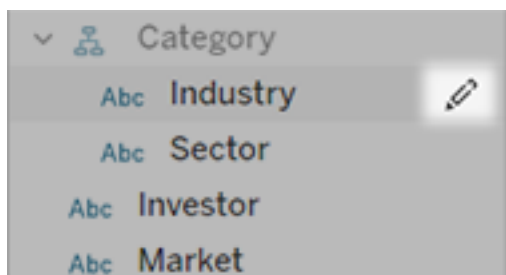 Category
Abc Industry
Abc Sector
Abc Investor
Abc Market